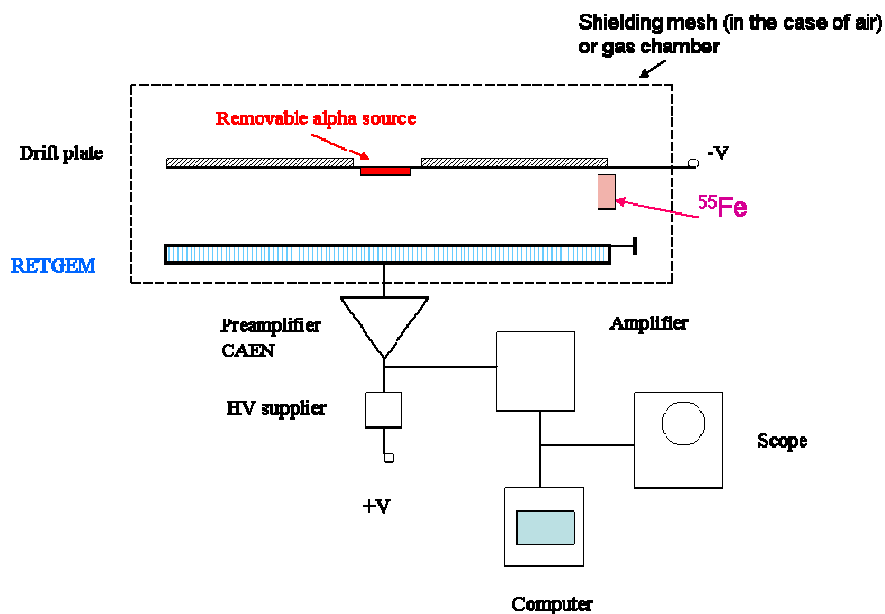 Shielding mesh (in the case of air)
or gas chamber
Removable alpha source
Drift plate
-V
55Fe
RETGEM
Preamplifier
CAEN
Amplifier
HV supplier
Scope
+V
Computer